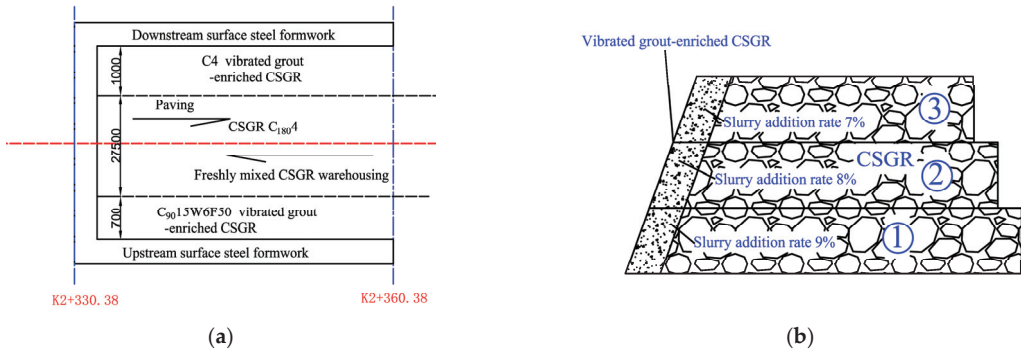 Downstream surface steel formwork
1000
C4 vibrated grout
-enriched CSGR
Paving
CSGR C₁₈₀4
27500
Freshly mixed CSGR warehousing
700
C₉₀15W6F50 vibrated grout
-enriched CSGR
Upstream surface steel formwork
K2+330.38
K2+360.38
(a)
Vibrated grout-enriched CSGR
Slurry addition rate 7%
③
CSGR
Slurry addition rate 8%
②
Slurry addition rate 9%
①
(b)